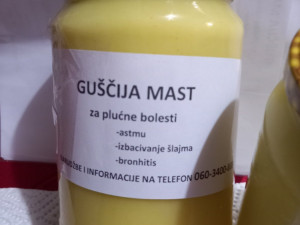 GUŠČIJA MAST
za plućne bolesti
-astmu
-izbacivanje šlajma
-bronhitis
I INFORMACIJE NA TELEFON 060-3400